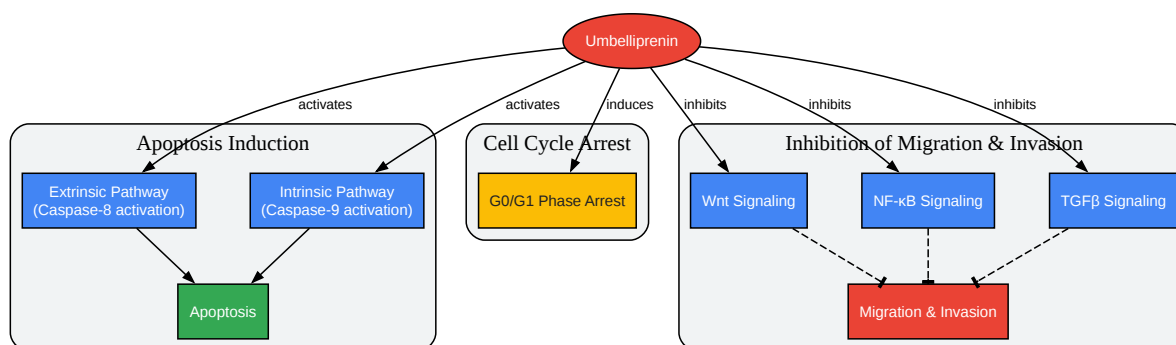 Umbelliprenin
activates
activates
induces
inhibits
inhibits
inhibits
Apoptosis Induction
Cell Cycle Arrest
Inhibition of Migration & Invasion
Extrinsic Pathway
(Caspase-8 activation)
Intrinsic Pathway
(Caspase-9 activation)
G0/G1 Phase Arrest
Wnt Signaling
NF-κB Signaling
TGFβ Signaling
Apoptosis
Migration & Invasion